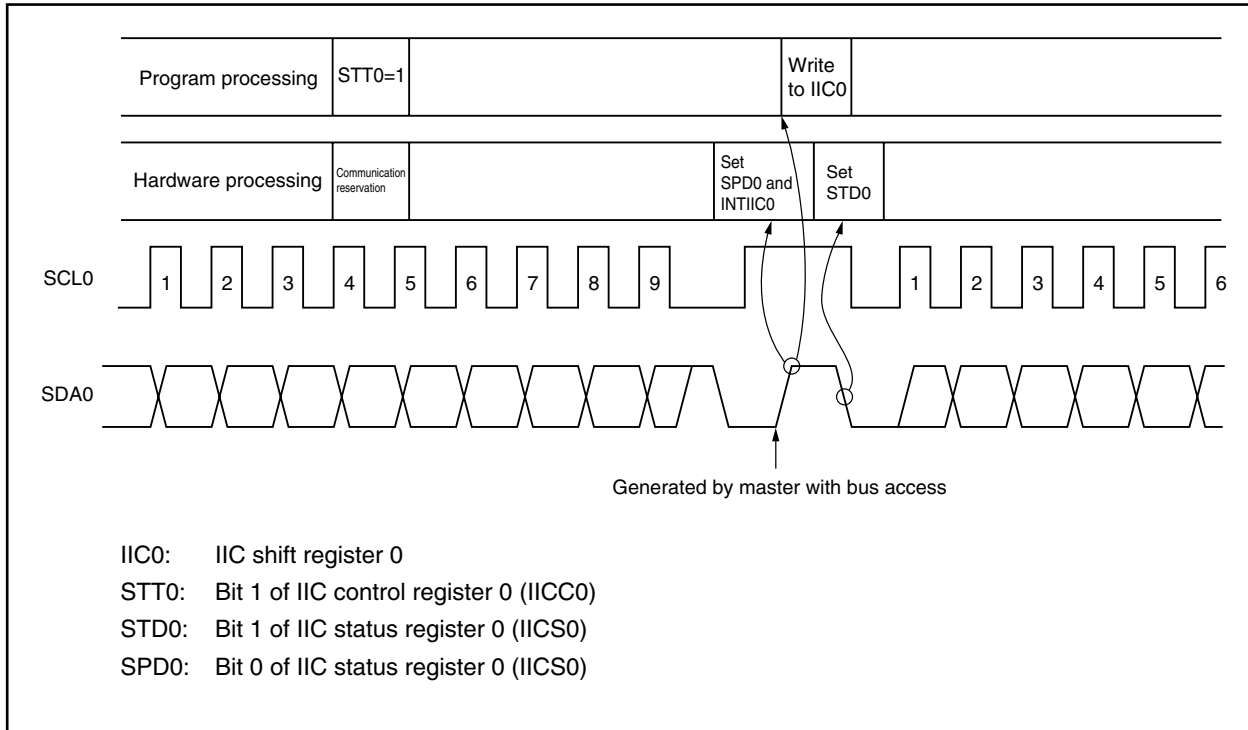 Program processing
STT0=1
Write
to IIC0
Hardware processing
Communication
reservation
Set
SPD0 and
INTIIC0
Set
STD0
SCL0
1 2 3 4 5 6 7 8 9 1 2 3 4 5 6
SDA0
Generated by master with bus access
IIC0: IIC shift register 0
STT0: Bit 1 of IIC control register 0 (IICC0)
STD0: Bit 1 of IIC status register 0 (IICS0)
SPD0: Bit 0 of IIC status register 0 (IICS0)